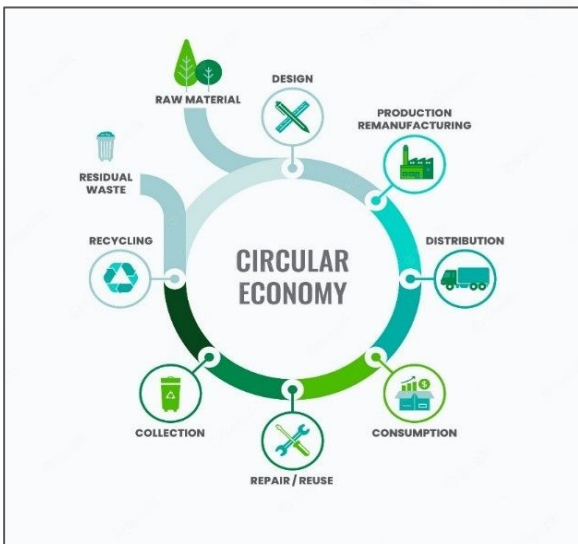 DESIGN
RAW MATERIAL
PRODUCTION
REMANUFACTURING
RESIDUAL
WASTE
RECYCLING
DISTRIBUTION
CIRCULAR
ECONOMY
COLLECTION
CONSUMPTION
REPAIR / REUSE